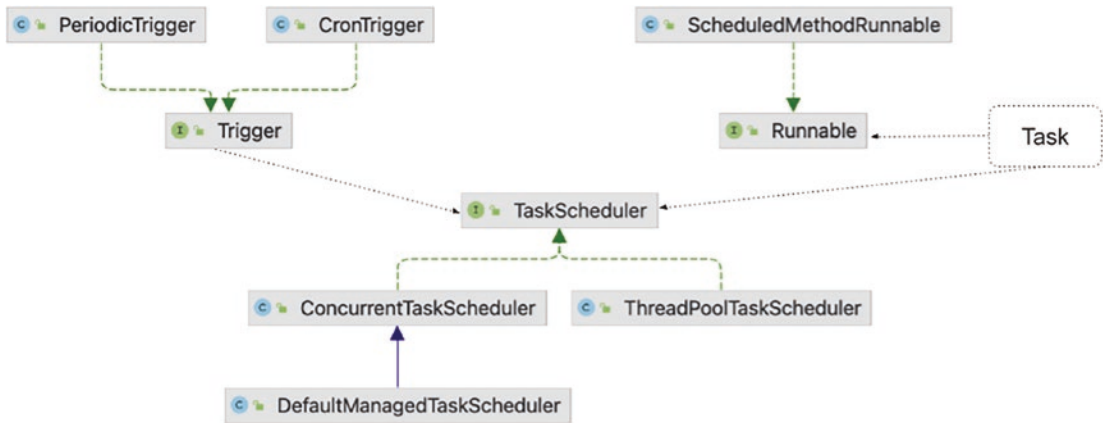 PeriodicTrigger
CronTrigger
ScheduledMethodRunnable
Trigger
Runnable
Task
TaskScheduler
ConcurrentTaskScheduler
ThreadPoolTaskScheduler
DefaultManagedTaskScheduler